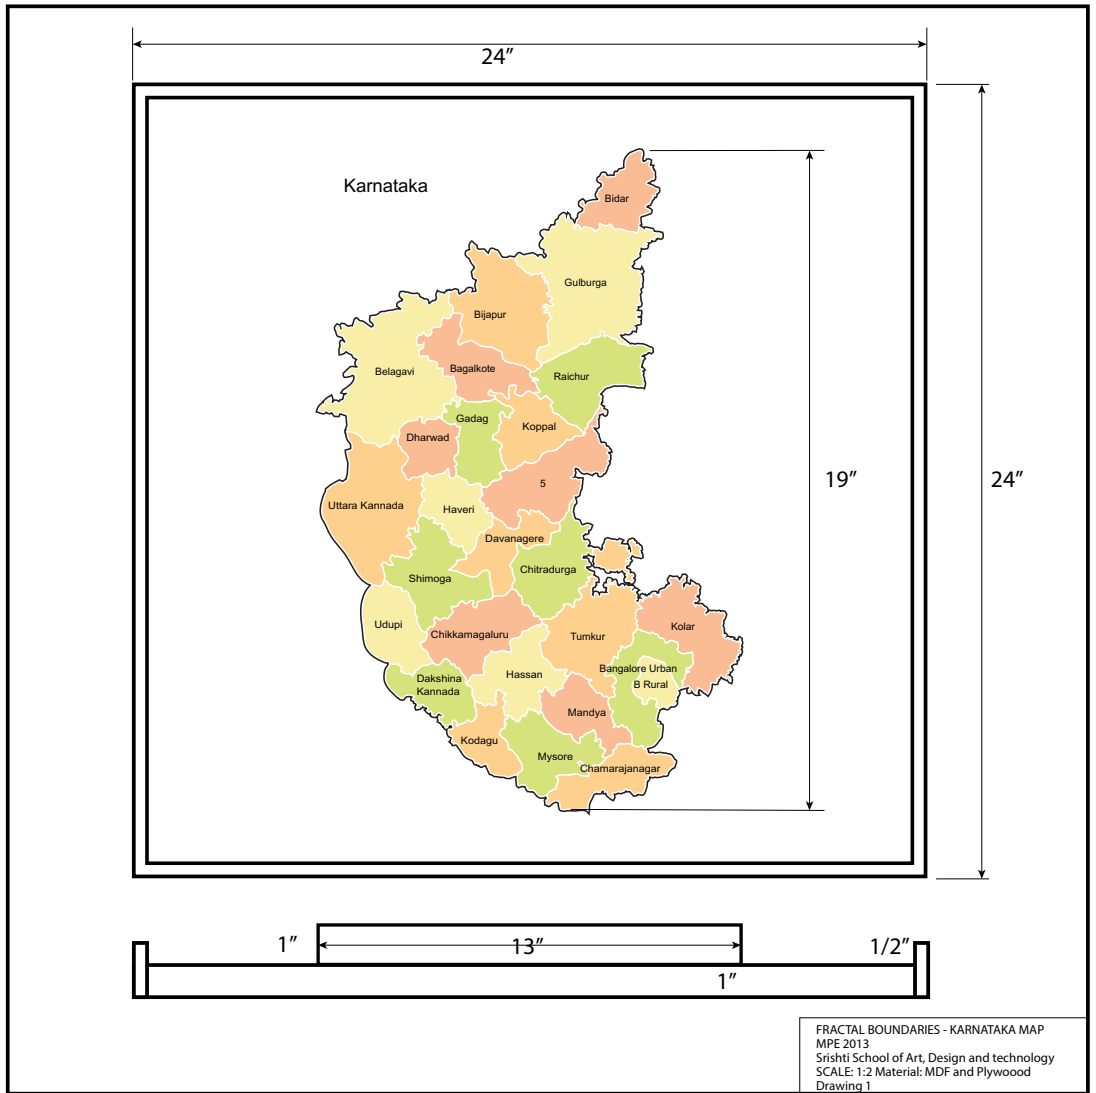 24”
Karnataka
Bidar
Gulburga
Bijapur
Bagalkote
Belagavi
Raichur
Gadag
Koppal
Dharwad
19”
24”
5
Uttara Kannada
Haveri
Davanagere
Chitradurga
Shimoga
Udupi
Chikkamagaluru
Tumkur
Kolar
Bangalore Urban
B Rural
Hassan
Dakshina
Kannada
Mandya
Kodagu
Mysore
Chamarajanagar
1”
13”
1/2”
1”
FRACTAL BOUNDARIES - KARNATAKA MAP
MPE 2013
Srishti School of Art, Design and technology
SCALE: 1:2 Material: MDF and Plywoood
Drawing 1